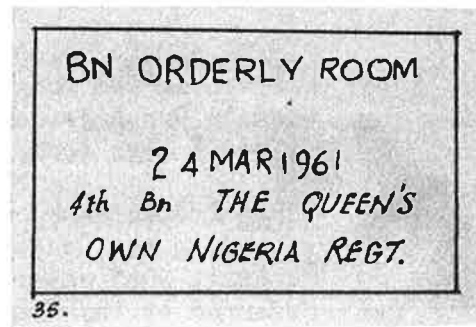 BN ORDERLY ROOM
24 MAR 1961
4th Bn THE QUEEN'S
OWN NIGERIA REGT.
35.